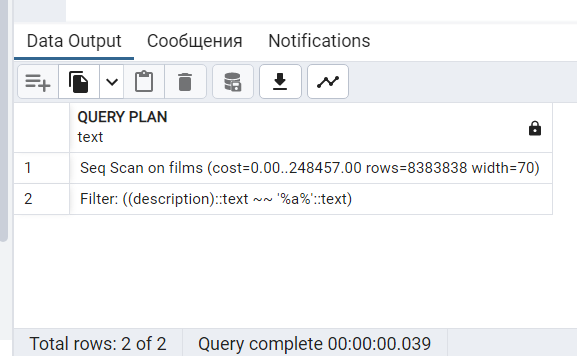 Data Output Сообщения Notifications
QUERY PLAN
text
1 Seq Scan on films (cost=0.00..248457.00 rows=8383838 width=70)
2 Filter: ((description)::text ~~ '%a%'::text)
Total rows: 2 of 2 Query complete 00:00:00.039